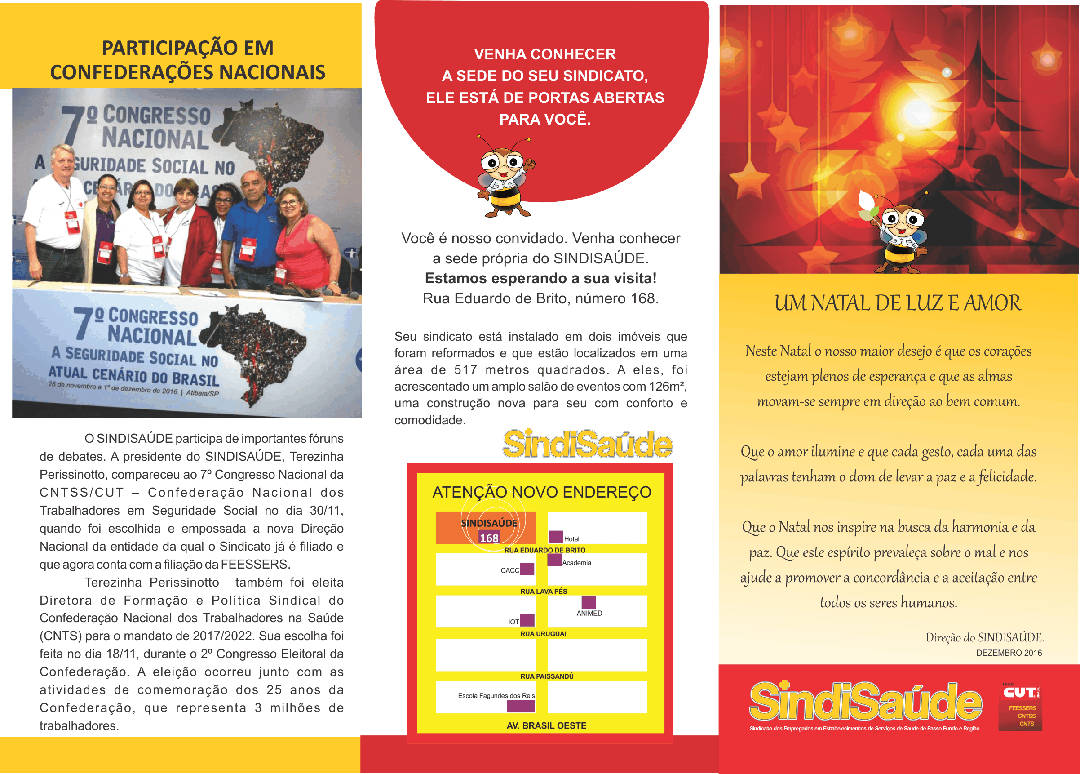 PARTICIPAÇÃO EM
CONFEDERAÇÕES NACIONAIS
7º CONGRESSO
NACIONAL
A SEGURIDADE SOCIAL NO
7º CONGRESSO
NACIONAL
A SEGURIDADE SOCIAL NO
ATUAL CENÁRIO DO BRASIL
28 de novembro a 1º de dezembro de 2016 | Atibaia/SP
O SINDISAÚDE participa de importantes fóruns
de debates. A presidente do SINDISAÚDE, Terezinha
Perissinotto, compareceu ao 7º Congresso Nacional da
CNTSS/CUT – Confederação Nacional dos
Trabalhadores em Seguridade Social no dia 30/11,
quando foi escolhida e empossada a nova Direção
Nacional da entidade da qual o Sindicato já é filiado e
que agora conta com a filiação da FEESSERS.
Terezinha Perissinotto também foi eleita
Diretora de Formação e Política Sindical do
Confederação Nacional dos Trabalhadores na Saúde
(CNTS) para o mandato de 2017/2022. Sua escolha foi
feita no dia 18/11, durante o 2º Congresso Eleitoral da
Confederação. A eleição ocorreu junto com as
atividades de comemoração dos 25 anos da
Confederação, que representa 3 milhões de
trabalhadores.
VENHA CONHECER
A SEDE DO SEU SINDICATO,
ELE ESTÁ DE PORTAS ABERTAS
PARA VOCÊ.
Você é nosso convidado. Venha conhecer
a sede própria do SINDISAÚDE.
Estamos esperando a sua visita!
Rua Eduardo de Brito, número 168.
Seu sindicato está instalado em dois imóveis que
foram reformados e que estão localizados em uma
área de 517 metros quadrados. A eles, foi
acrescentado um amplo salão de eventos com 126m²,
uma construção nova para seu com conforto e
comodidade.
SindiSaúde
ATENÇÃO NOVO ENDEREÇO
SINDISAÚDE
168
Hotel
RUA EDUARDO DE BRITO
Academia
CACC
RUA LAVA PÉS
ANIMED
IOT
RUA URUGUAI
RUA PAISSANDÚ
Escola Fagundes dos Reis
AV. BRASIL OESTE
UM NATAL DE LUZ E AMOR
Neste Natal o nosso maior desejo é que os corações
estejam plenos de esperança e que as almas
movam-se sempre em direção ao bem comum.
Que o amor ilumine e que cada gesto, cada uma das
palavras tenham o dom de levar a paz e a felicidade.
Que o Natal nos inspire na busca da harmonia e da
paz. Que este espírito prevaleça sobre o mal e nos
ajude a promover a concordância e a aceitação entre
todos os seres humanos.
Direção do SINDISAÚDE.
DEZEMBRO 2016
SindiSaúde
Sindicato dos Empregados em Estabelecimentos de Serviços de Saúde de Passo Fundo e Região
CUT
FEESSERS
CNTSS
CNTS